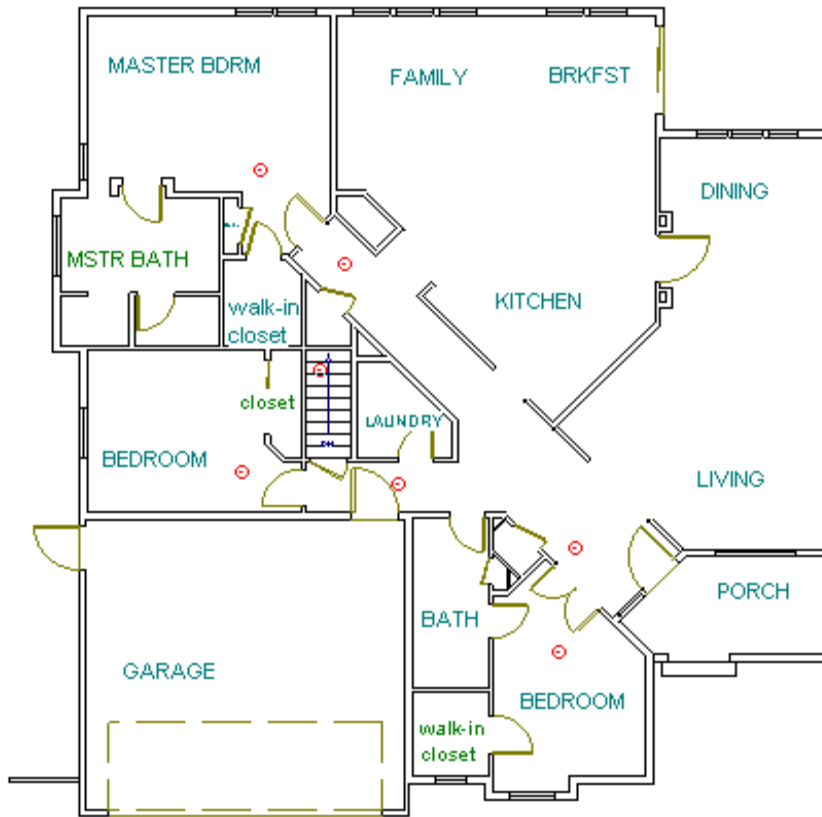 MASTER BDRM
FAMILY
BRKFST
DINING
MSTR BATH
KITCHEN
walk-in
closet
closet
LAUNDRY
BEDROOM
DN
LIVING
PORCH
BATH
GARAGE
BEDROOM
walk-in
closet